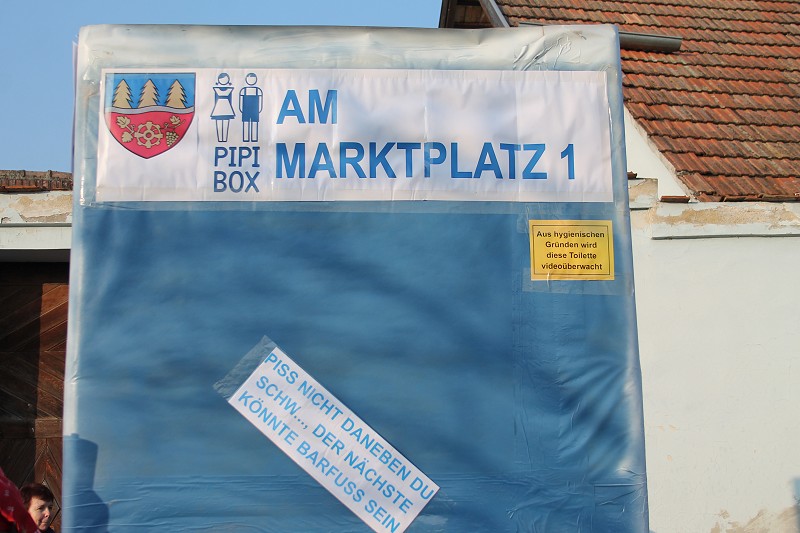 PIPI
BOX
AM
MARKTPLATZ 1
Aus hygienischen
Gründen wird
diese Toilette
videoüberwacht
PISS NICHT DANEBEN DU
SCHW..., DER NÄCHSTE
KÖNNTE BARFUSS SEIN